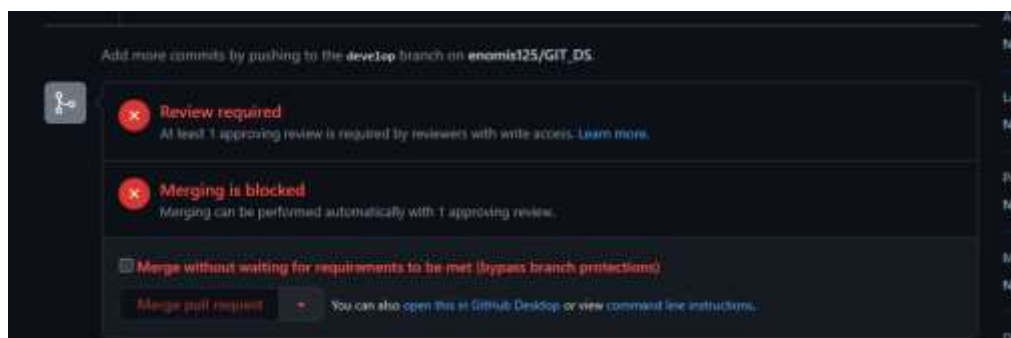 Add more commits by pushing to the develop branch on enomis125/GIT_DS.
Review required
At least 1 approving review is required by reviewers with write access. Learn more.
Merging is blocked
Merging can be performed automatically with 1 approving review.
Merge without waiting for requirements to be met (bypass branch protections)
Merge pull request You can also open this in GitHub Desktop or view command line instructions.